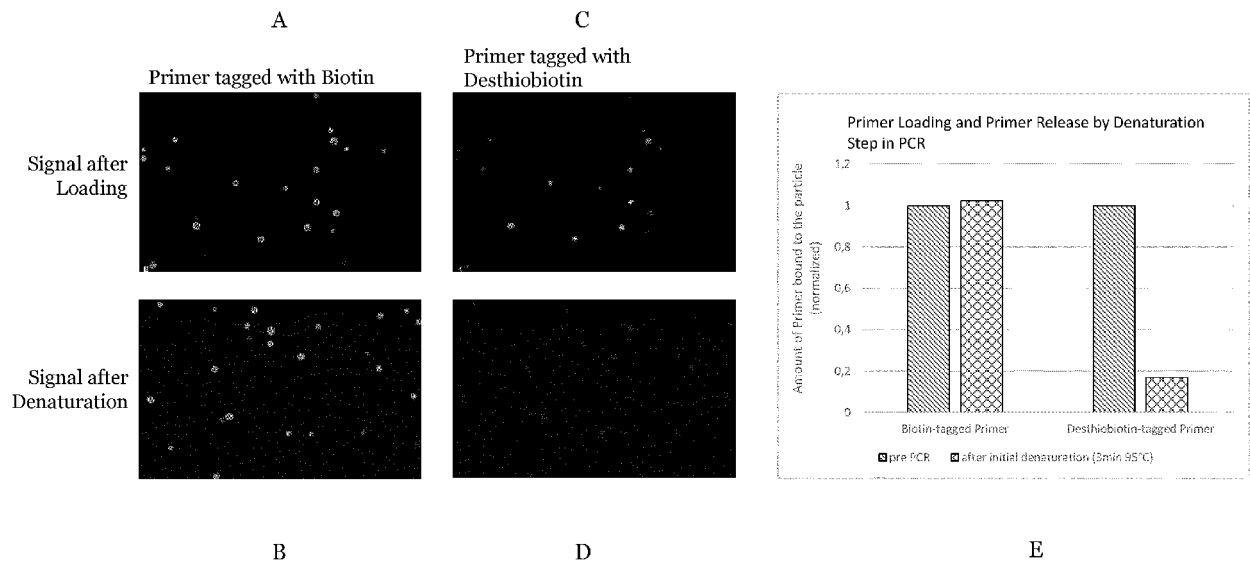 A
C
Primer tagged with Biotin
Primer tagged with
Desthiobiotin
Signal after
Loading
Signal after
Denaturation
B
D
Primer Loading and Primer Release by Denaturation
Step in PCR
Amount of Primer bound to the particle
(normalized)
1,2
1
0,8
0,6
0,4
0,2
0
Biotin-tagged Primer
Desthiobiotin-tagged Primer
pre PCR
after initial denaturation (3min 95°C)
E